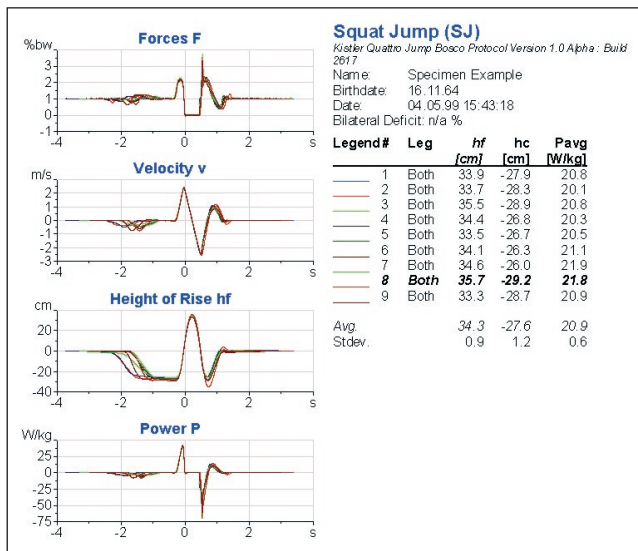 Forces F
%bw
4
3
2
1
0
-1
-4 -2 0 2 s
Velocity v
m/s
2
1
0
-1
-2
-3
-4 -2 0 2 s
Height of Rise hf
cm
20
0
-20
-40
-4 -2 0 2 s
Power P
W/kg
25
0
-25
-50
-75
-4 -2 0 2 s
Squat Jump (SJ)
Kistler Quattro Jump Bosco Protocol Version 1.0 Alpha : Build
2617
Name: Specimen Example
Birthdate: 16.11.64
Date: 04.05.99 15:43:18
Bilateral Deficit: n/a %
Legend # Leg hf hc Pavg
[cm] [cm] [W/kg]
1 Both 33.9 -27.9 20.8
2 Both 33.7 -28.3 20.1
3 Both 35.5 -28.9 20.8
4 Both 34.4 -26.8 20.3
5 Both 33.5 -26.7 20.5
6 Both 34.1 -26.3 21.1
7 Both 34.6 -26.0 21.9
8 Both 35.7 -29.2 21.8
9 Both 33.3 -28.7 20.9
Avg. 34.3 -27.6 20.9
Stdev. 0.9 1.2 0.6